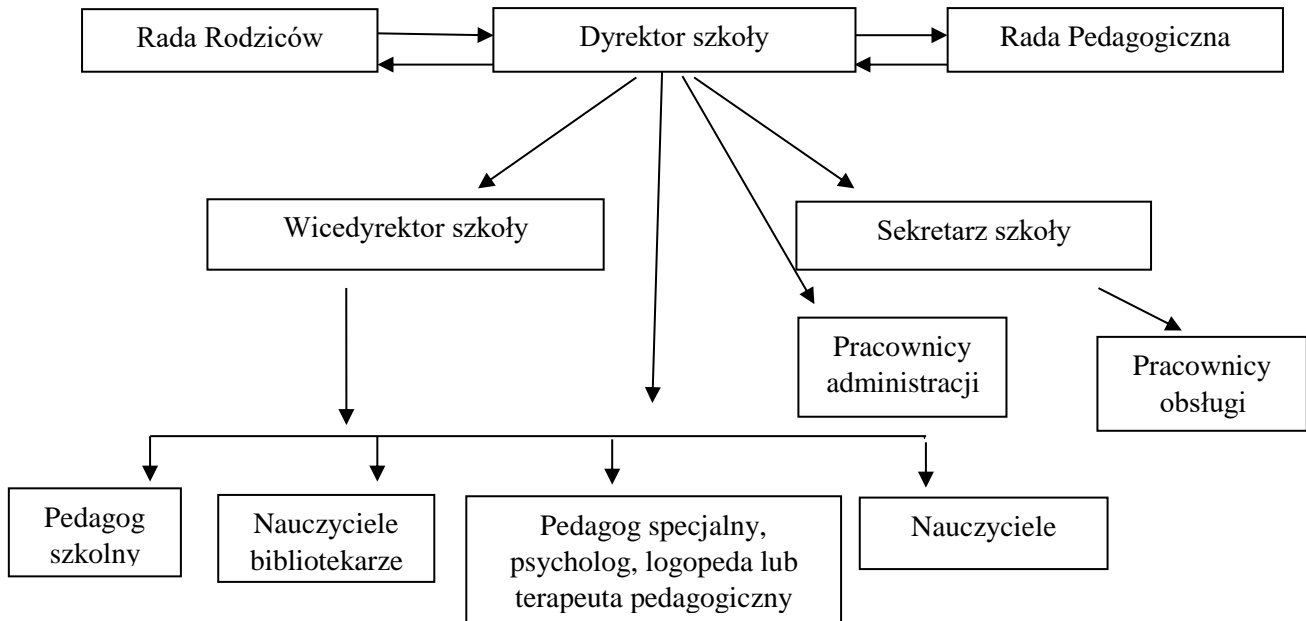 Rada Rodziców
Dyrektor szkoły
Rada Pedagogiczna
Wicedyrektor szkoły
Sekretarz szkoły
Pracownicy
administracji
Pracownicy
obsługi
Pedagog
szkolny
Nauczyciele
bibliotekarze
Pedagog specjalny,
psycholog, logopeda lub
terapeuta pedagogiczny
Nauczyciele